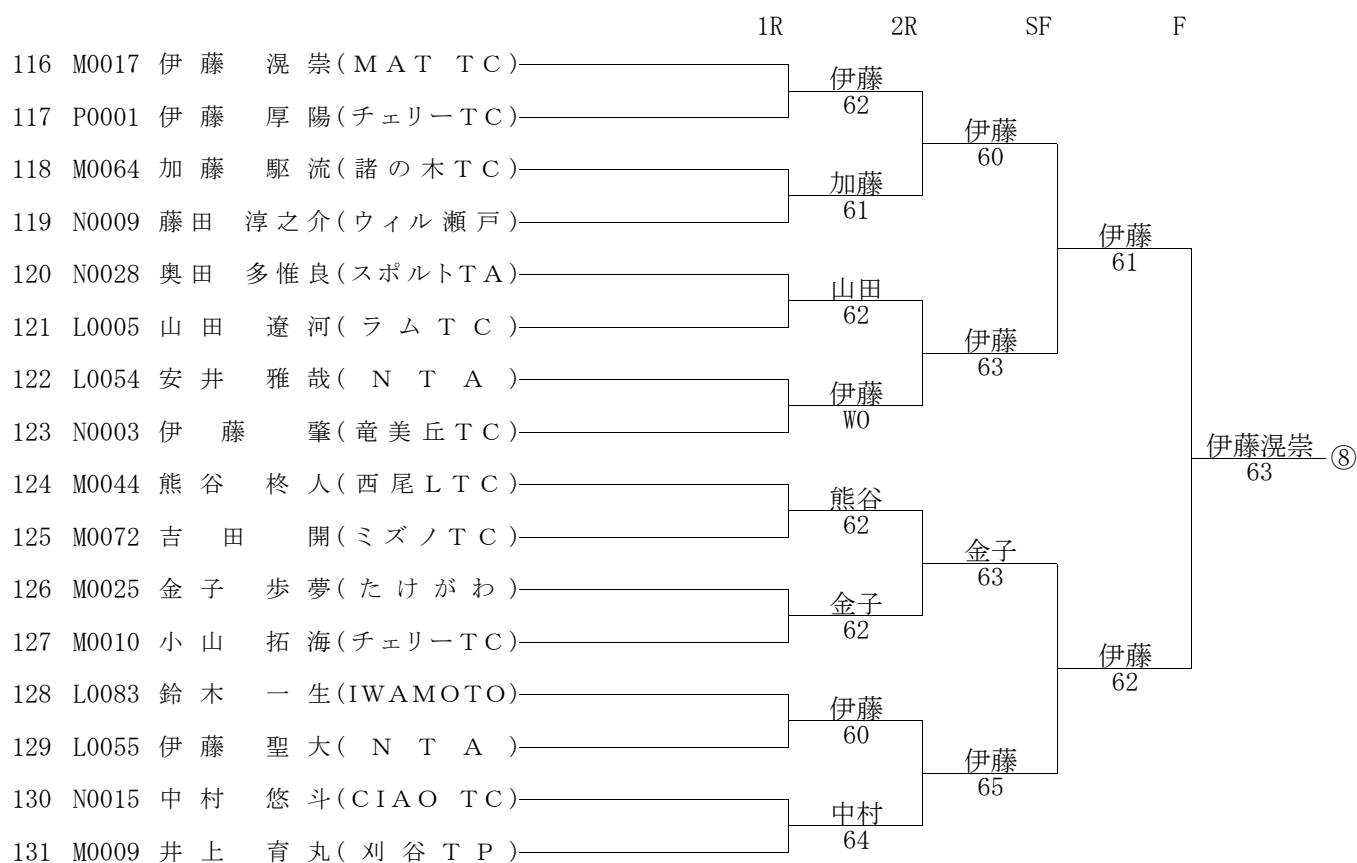 1R 2R SF F
116 M0017 伊藤 滉崇(MAT TC)
伊藤
62
117 P0001 伊藤 厚陽(チェリーTC)
伊藤
60
118 M0064 加藤 駆流(諸の木TC)
加藤
61
119 N0009 藤田 淳之介(ウィル瀬戸)
伊藤
61
120 N0028 奥田 多惟良(スポルトTA)
山田
62
121 L0005 山田 遼河(ラムTC)
伊藤
63
122 L0054 安井 雅哉(NTA)
伊藤
WO
123 N0003 伊藤 肇(竜美丘TC)
伊藤滉崇 ⑧
63
124 M0044 熊谷 柊人(西尾LTC)
熊谷
62
125 M0072 吉田 開(ミズノTC)
金子
63
126 M0025 金子 歩夢(たけがわ)
金子
62
127 M0010 小山 拓海(チェリーTC)
伊藤
62
128 L0083 鈴木 一生(IWAMOTO)
伊藤
60
129 L0055 伊藤 聖大(NTA)
伊藤
65
130 N0015 中村 悠斗(CIAO TC)
中村
64
131 M0009 井上 育丸(刈谷TP)